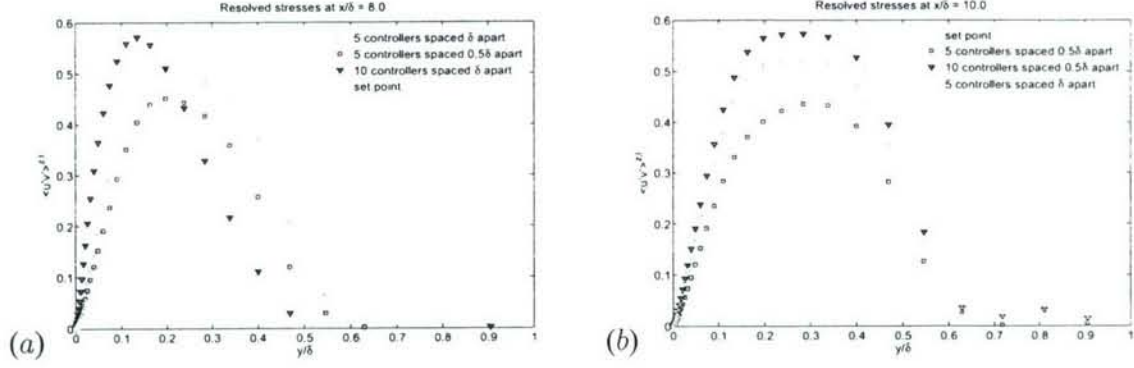 Resolved stresses at x/δ = 8.0
5 controllers spaced δ apart
5 controllers spaced 0.5δ apart
10 controllers spaced δ apart
set point
0.6
0.5
0.4
0.3
0.2
0.1
0
0 0.1 0.2 0.3 0.4 0.5 0.6 0.7 0.8 0.9 1
y/δ
(a)
Resolved stresses at x/δ = 10.0
set point
5 controllers spaced 0.5δ apart
10 controllers spaced 0.5δ apart
5 controllers spaced δ apart
0.6
0.5
0.4
0.3
0.2
0.1
0
0 0.1 0.2 0.3 0.4 0.5 0.6 0.7 0.8 0.9 1
y/δ
(b)